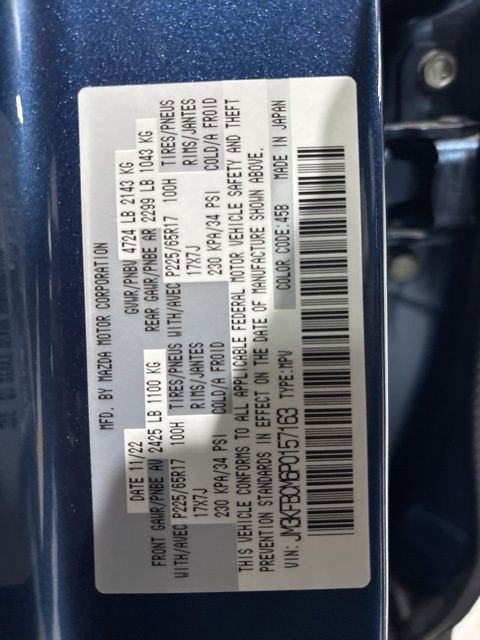 MFD. BY MAZDA MOTOR CORPORATION
DATE 11/22 GVWR/PNBV 4724 LB 2143 KG
FRONT GAWR/PNBE AV 2425 LB 1100 KG REAR GAWR/PNBE AR 2299 LB 1043 KG
WITH/AVEC P225/65R17 100H TIRES/PNEUS WITH/AVEC P225/65R17 100H TIRES/PNEUS
17X7J RIMS/JANTES 17X7J RIMS/JANTES
230 KPA/34 PSI COLD/A FROID 230 KPA/34 PSI COLD/A FROID
THIS VEHICLE CONFORMS TO ALL APPLICABLE FEDERAL MOTOR VEHICLE SAFETY AND THEFT
PREVENTION STANDARDS IN EFFECT ON THE DATE OF MANUFACTURE SHOWN ABOVE.
VIN: JM3KFBCM6P0157163 TYPE: MPV COLOR CODE: 45B MADE IN JAPAN